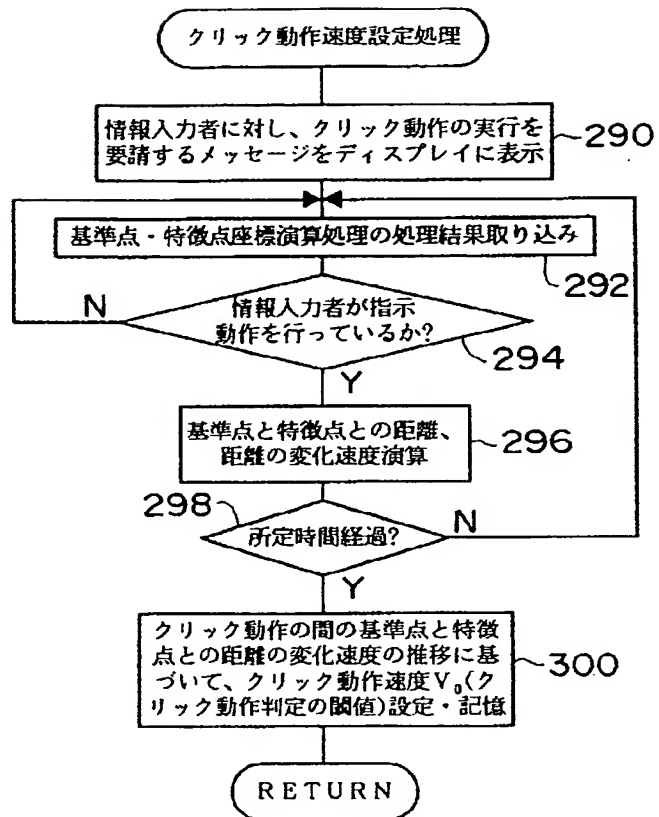 クリック動作速度設定処理
情報入力者に対し、クリック動作の実行を
要請するメッセージをディスプレイに表示
290
基準点・特徴点座標演算処理の処理結果取り込み
292
N
情報入力者が指示
動作を行っているか?
294
Y
基準点と特徴点との距離、
距離の変化速度演算
296
298
所定時間経過?
N
Y
クリック動作の間の基準点と特徴
点との距離の変化速度の推移に基
づいて、クリック動作速度V₀(ク
リック動作判定の閾値)設定・記憶
300
RETURN